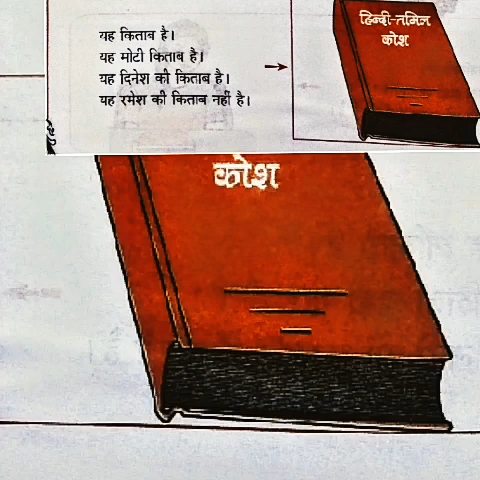 यह किताब है।
यह मोटी किताब है।
यह दिनेश की किताब है।
यह रमेश की किताब नहीं है।
हिन्दी-तमिल
कोश
कोश